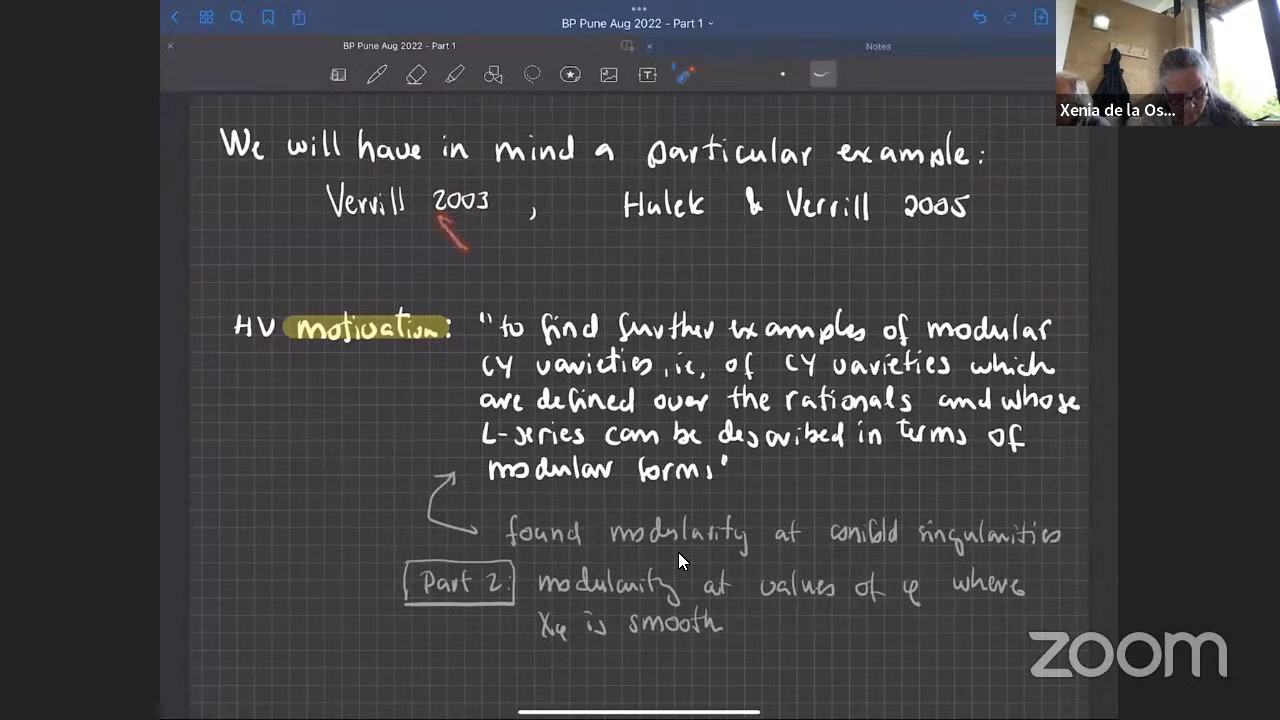 BP Pune Aug 2022 - Part 1
BP Pune Aug 2022 - Part 1
Notes
Xenia de la Os...
We will have in mind a particular example:
Verrill 2003 , Hulek & Verrill 2005
HV motivation: "to find further examples of modular
CY varieties, i.e, of CY varieties which
are defined over the rationals and whose
L-series can be described in terms of
modular forms"
found modularity at conifold singularities
Part 2: modularity at values of φ where
Xφ is smooth
zoom